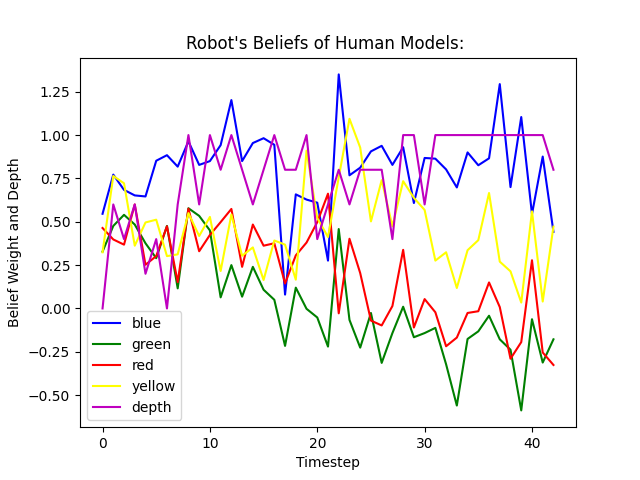 Robot's Beliefs of Human Models:
Belief Weight and Depth
1.25
1.00
0.75
0.50
0.25
0.00
−0.25
−0.50
blue
green
red
yellow
depth
0 10 20 30 40
Timestep